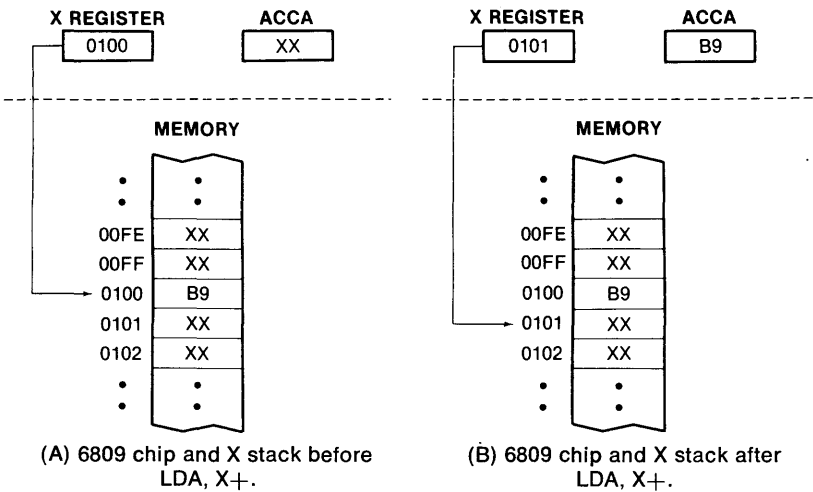 X REGISTER ACCA
0100 XX
MEMORY
00FE XX
00FF XX
0100 B9
0101 XX
0102 XX
(A) 6809 chip and X stack before
LDA, X+.
X REGISTER ACCA
0101 B9
MEMORY
00FE XX
00FF XX
0100 B9
0101 XX
0102 XX
(B) 6809 chip and X stack after
LDA, X+.